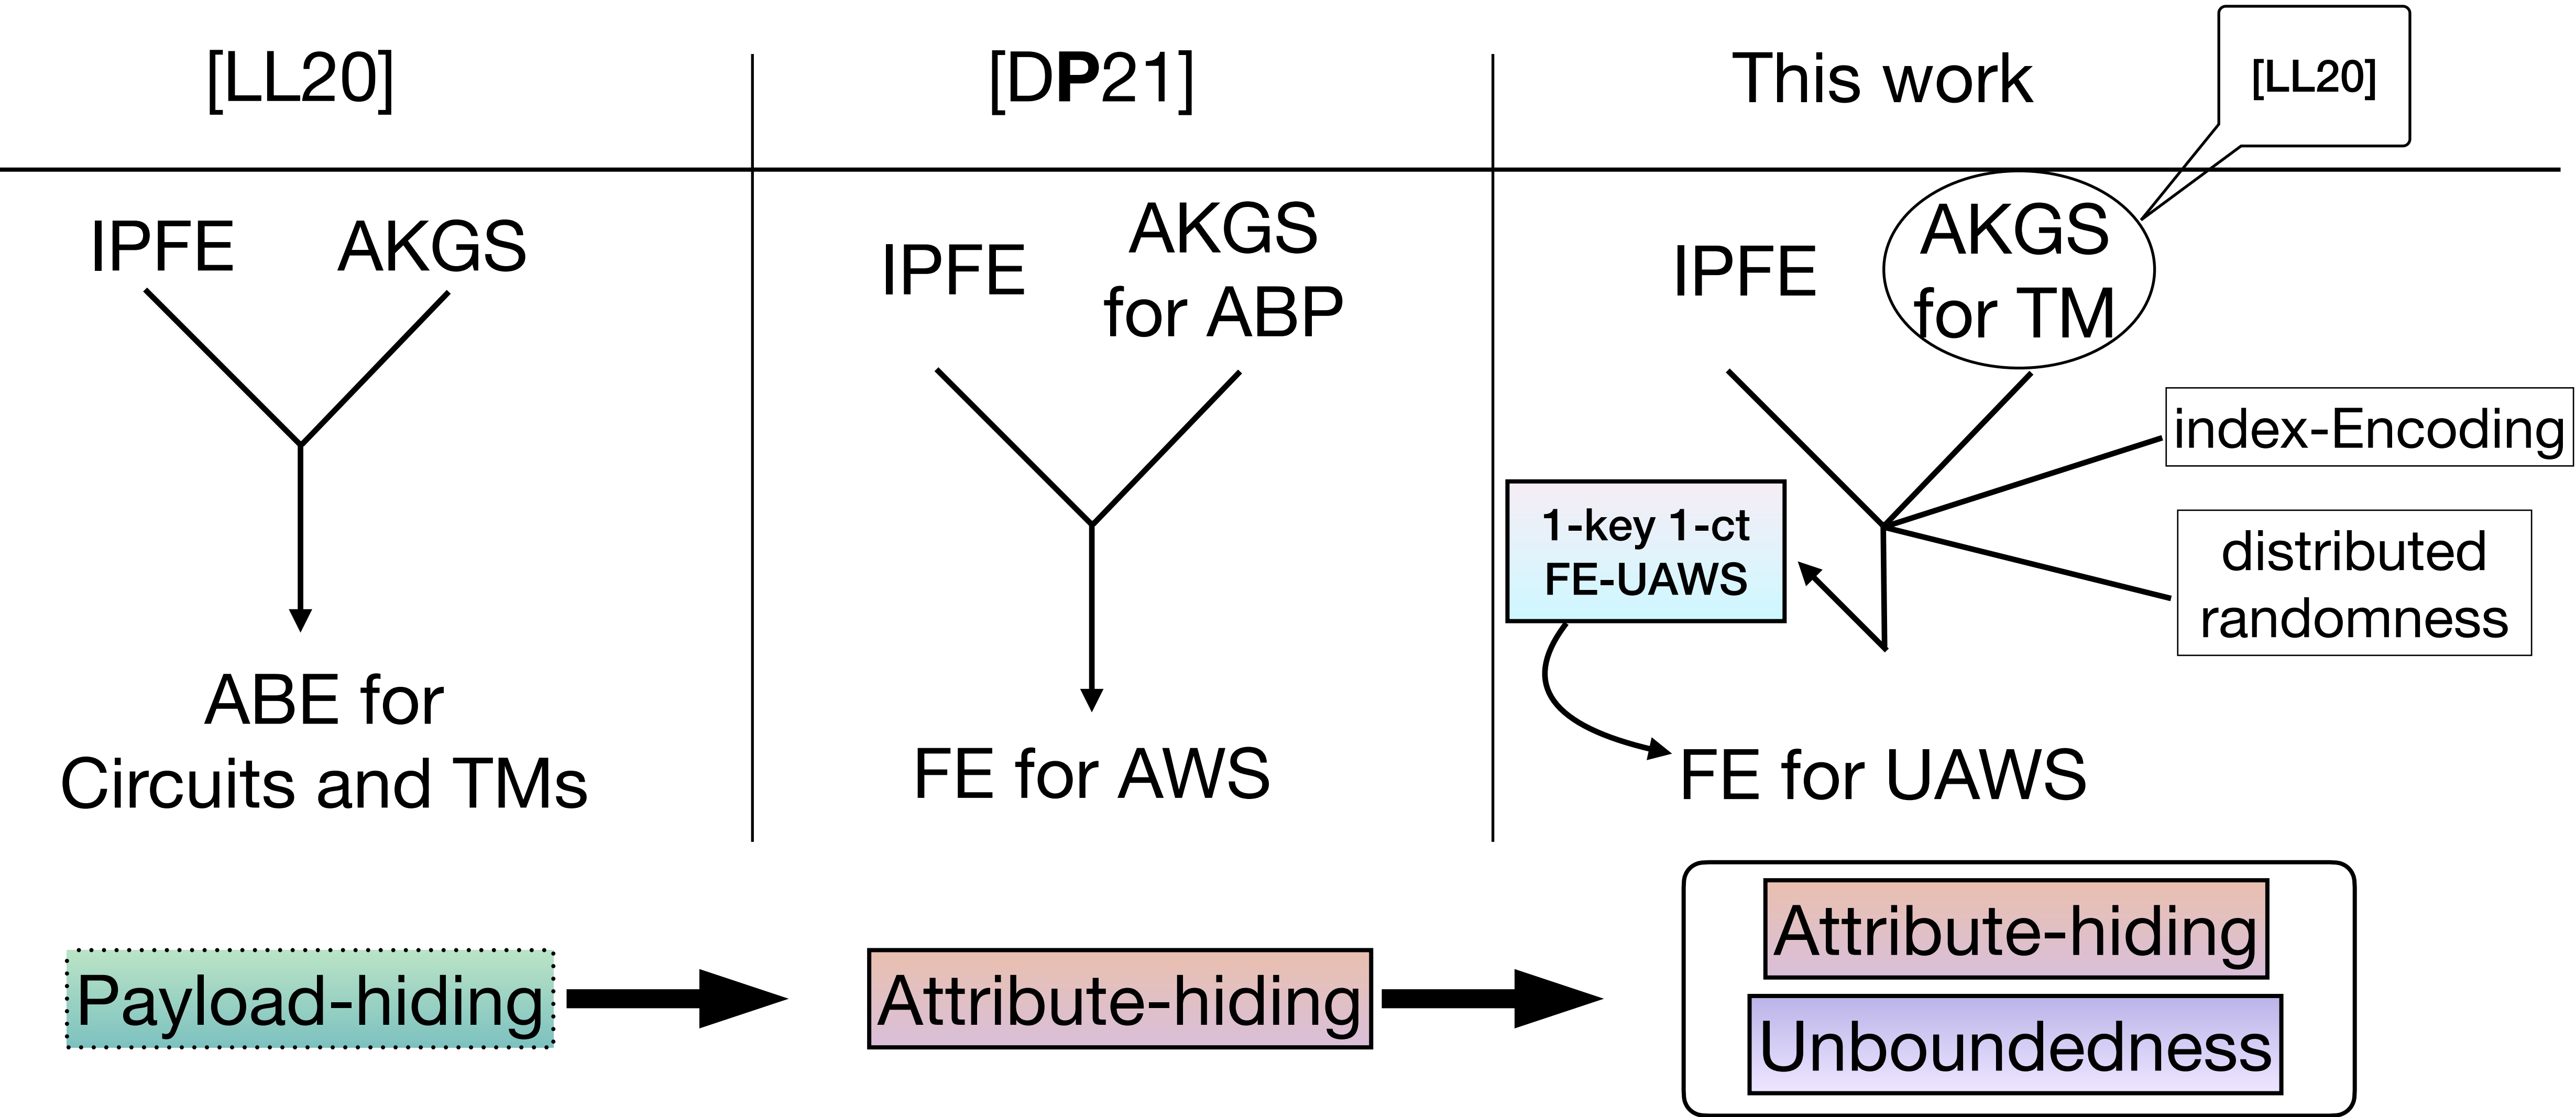 [LL20]
[DP21]
This work
[LL20]
IPFE
AKGS
IPFE
AKGS
for ABP
IPFE
AKGS
for TM
index-Encoding
distributed
randomness
1-key 1-ct
FE-UAWS
ABE for
Circuits and TMs
FE for AWS
FE for UAWS
Payload-hiding
Attribute-hiding
Attribute-hiding
Unboundedness